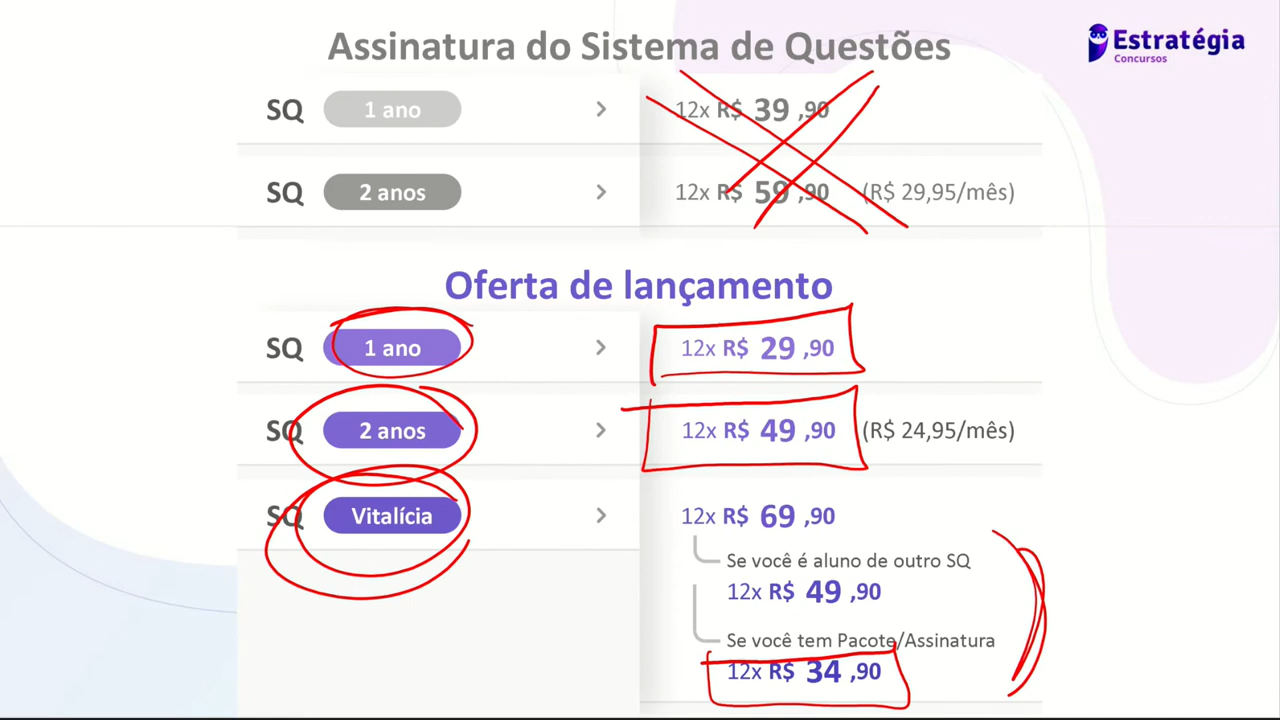 Assinatura do Sistema de Questões
Estratégia
Concursos
SQ 1 ano > 12x R$ 39,90
SQ 2 anos > 12x R$ 59,90 (R$ 29,95/mês)
Oferta de lançamento
SQ 1 ano > 12x R$ 29,90
SQ 2 anos > 12x R$ 49,90 (R$ 24,95/mês)
SQ Vitalícia > 12x R$ 69,90
Se você é aluno de outro SQ
12x R$ 49,90
Se você tem Pacote/Assinatura
12x R$ 34,90